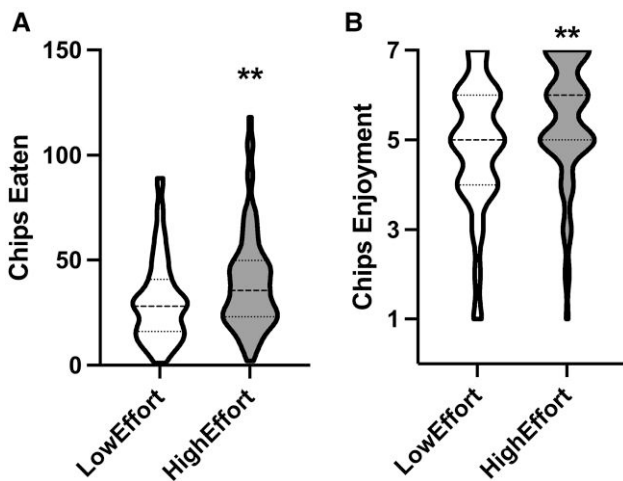 A
Chips Eaten
150
100
50
0
**
LowEffort
HighEffort
B
Chips Enjoyment
7
5
3
1
**
LowEffort
HighEffort